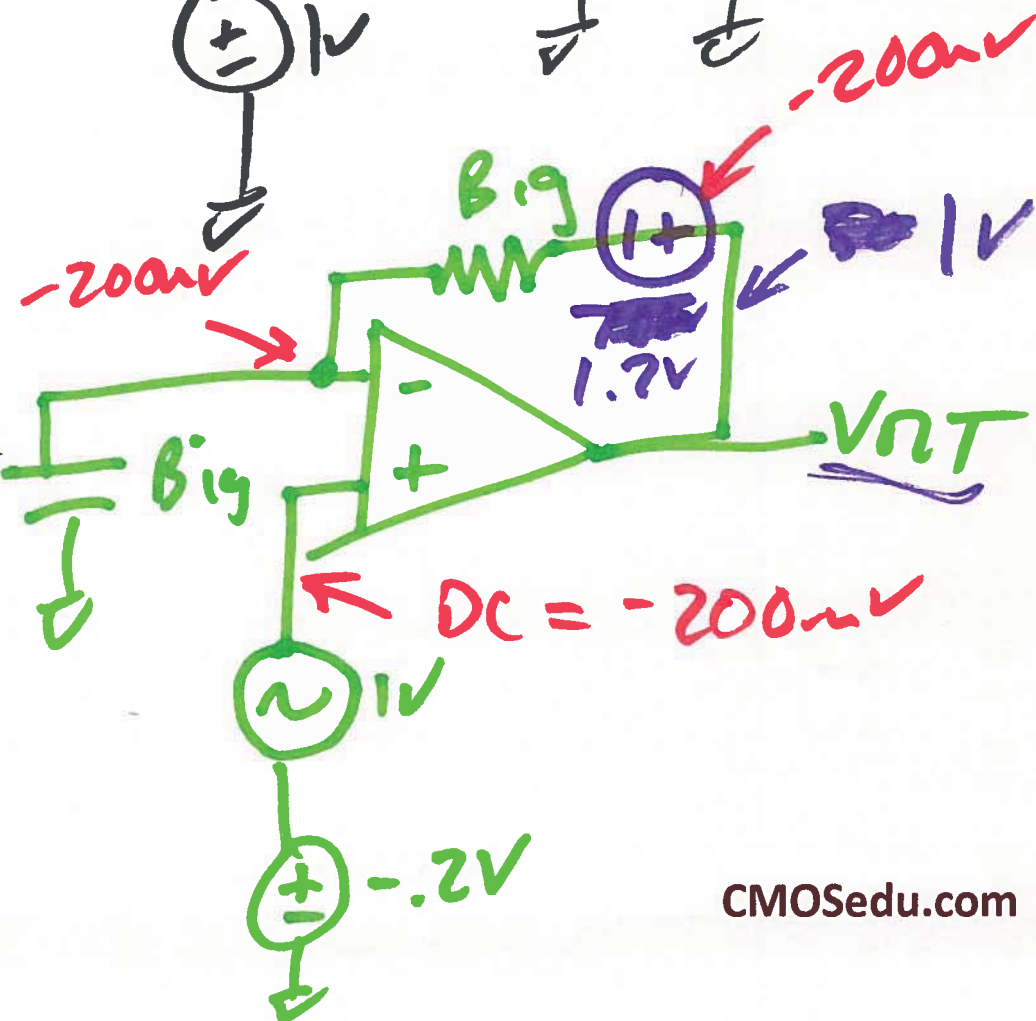 1V
-200mV
Big
1V
-200mV
1.2V
-
+
Big
VOUT
DC = -200mV
1V
-.2V
CMOSedu.com